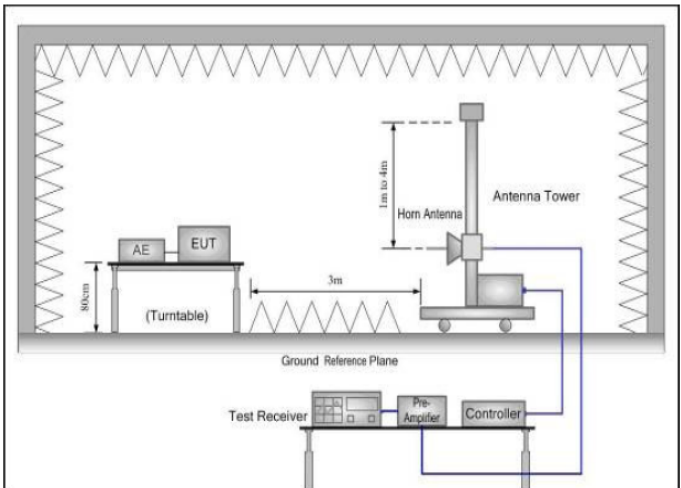 1m to 4m
Horn Antenna
Antenna Tower
AE
EUT
80cm
(Turntable)
3m
Ground Reference Plane
Test Receiver
Pre-
Amplifier
Controller